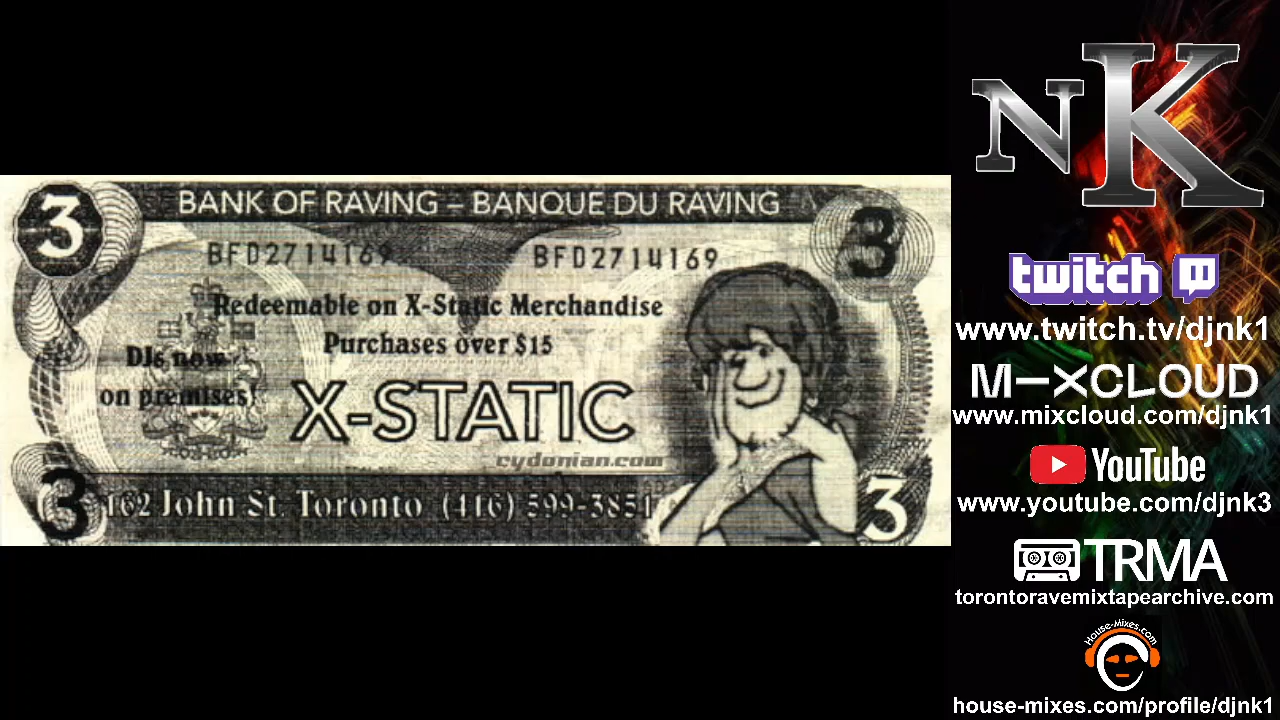 3
BANK OF RAVING – BANQUE DU RAVING
3
BFD2714169
BFD2714169
Redeemable on X-Static Merchandise
Purchases over $15
DJs now
on premises!
X-STATIC
cydonian.com
3
162 John St. Toronto (416) 599-3851
3
NK
twitch
www.twitch.tv/djnk1
M–XCLOUD
www.mixcloud.com/djnk1
YouTube
www.youtube.com/djnk3
TRMA
torontoravemixtapearchive.com
House-Mixes.com
house-mixes.com/profile/djnk1